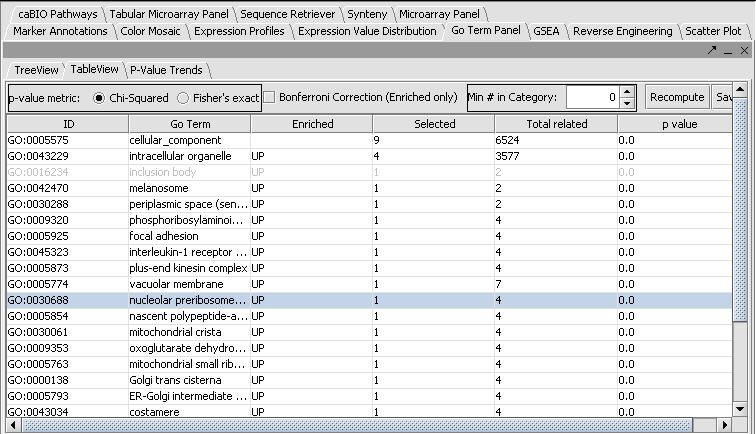 caBIO Pathways Tabular Microarray Panel Sequence Retriever Synteny Microarray Panel
Marker Annotations Color Mosaic Expression Profiles Expression Value Distribution Go Term Panel GSEA Reverse Engineering Scatter Plot
TreeView TableView P-Value Trends
p-value metric: Chi-Squared Fisher's exact Bonferroni Correction (Enriched only) Min # in Category: 0 Recompute Sav
ID Go Term Enriched Selected Total related p value
GO:0005575 cellular_component 9 6524 0.0
GO:0043229 intracellular organelle UP 4 3577 0.0
GO:0016234 inclusion body UP 1 2 0.0
GO:0042470 melanosome UP 1 2 0.0
GO:0030288 periplasmic space (sen... UP 1 2 0.0
GO:0009320 phosphoribosylaminoi... UP 1 4 0.0
GO:0005925 focal adhesion UP 1 4 0.0
GO:0045323 interleukin-1 receptor ... UP 1 4 0.0
GO:0005873 plus-end kinesin complex UP 1 4 0.0
GO:0005774 vacuolar membrane UP 1 7 0.0
GO:0030688 nucleolar preribosome... UP 1 4 0.0
GO:0005854 nascent polypeptide-a... UP 1 4 0.0
GO:0030061 mitochondrial crista UP 1 4 0.0
GO:0009353 oxoglutarate dehydro... UP 1 4 0.0
GO:0005763 mitochondrial small rib... UP 1 4 0.0
GO:0000138 Golgi trans cisterna UP 1 4 0.0
GO:0005793 ER-Golgi intermediate ... UP 1 4 0.0
GO:0043034 costamere UP 1 4 0.0